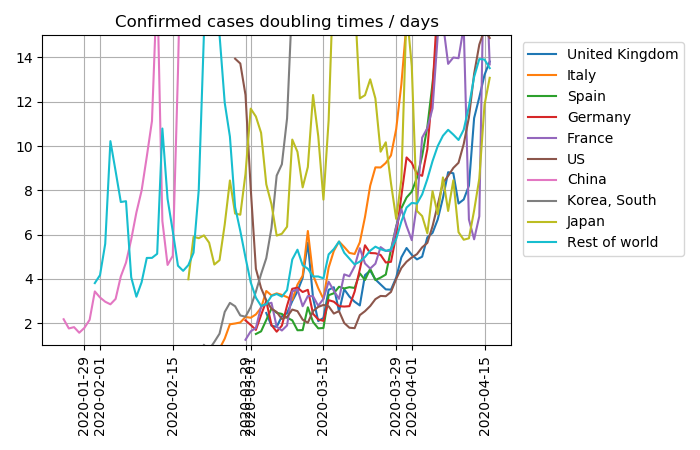 Confirmed cases doubling times / days
14
12
10
8
6
4
2
2020-01-29
2020-02-01
2020-02-15
2020-02-29
2020-03-01
2020-03-15
2020-03-29
2020-04-01
2020-04-15
United Kingdom
Italy
Spain
Germany
France
US
China
Korea, South
Japan
Rest of world